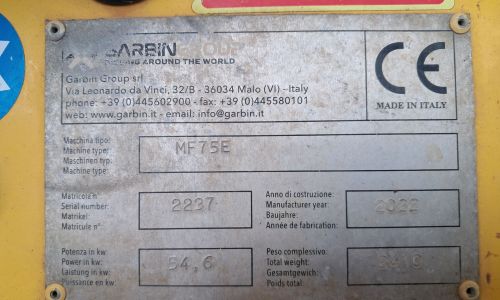 GARBIN GROUP
DIGGING AROUND THE WORLD
Garbin Group srl
Via Leonardo da Vinci, 32/B - 36034 Malo (VI) - Italy
phone: +39 (0)445602900 - fax: +39 (0)445580101
web: www.garbin.it - email: info@garbin.it
CE
MADE IN ITALY
Macchina tipo:
Machine type:
Maschinen typ:
Machine type:
MF75E
Matricola n°
Serial number:
Matrikel:
Matricule n°:
2237
Anno di costruzione:
Manufacturer year:
Baujahre:
Année de fabrication:
2022
Potenza in kw:
Power in kw:
Laistung in kw:
Puissance en kw:
54,6
Peso complessivo:
Total weight:
Gesamtgewich:
Poids total: